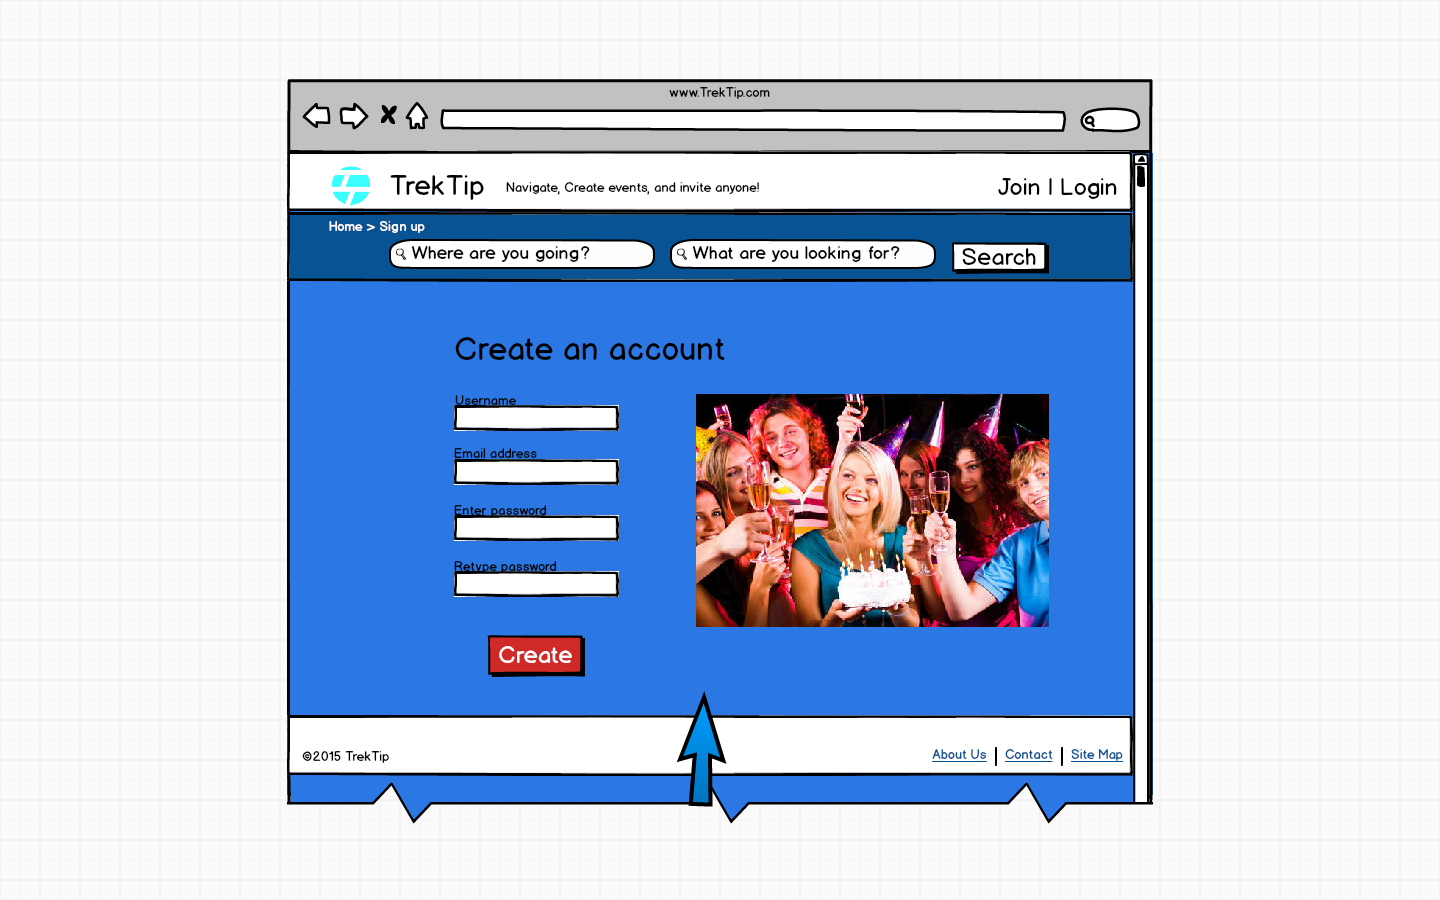 www.TrekTip.com
TrekTip
Navigate, Create events, and invite anyone!
Join | Login
Home > Sign up
Where are you going?
What are you looking for?
Search
Create an account
Username
Email address
Enter password
Retype password
Create
©2015 TrekTip
About Us | Contact | Site Map